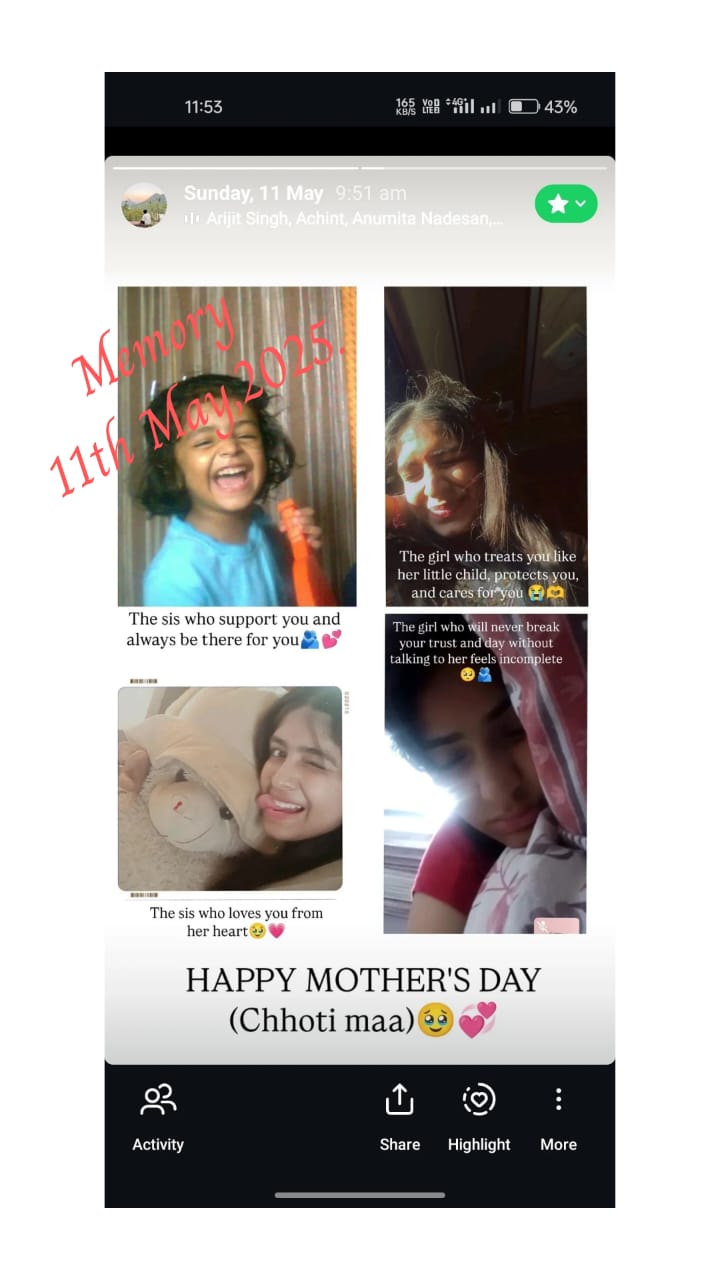 11:53
165 KB/S
Vo LTE
4G+
43%
Sunday, 11 May 9:51 am
Arijit Singh, Achint, Anumita Nadesan,...
Memory
11th May,2025.
The sis who support you and
always be there for you🫂💕
The girl who treats you like
her little child, protects you,
and cares for you 😭🫶
The girl who will never break
your trust and day without
talking to her feels incomplete
🥺🫂
The sis who loves you from
her heart🥹💗
HAPPY MOTHER'S DAY
(Chhoti maa)🥹💞
Activity
Share
Highlight
More